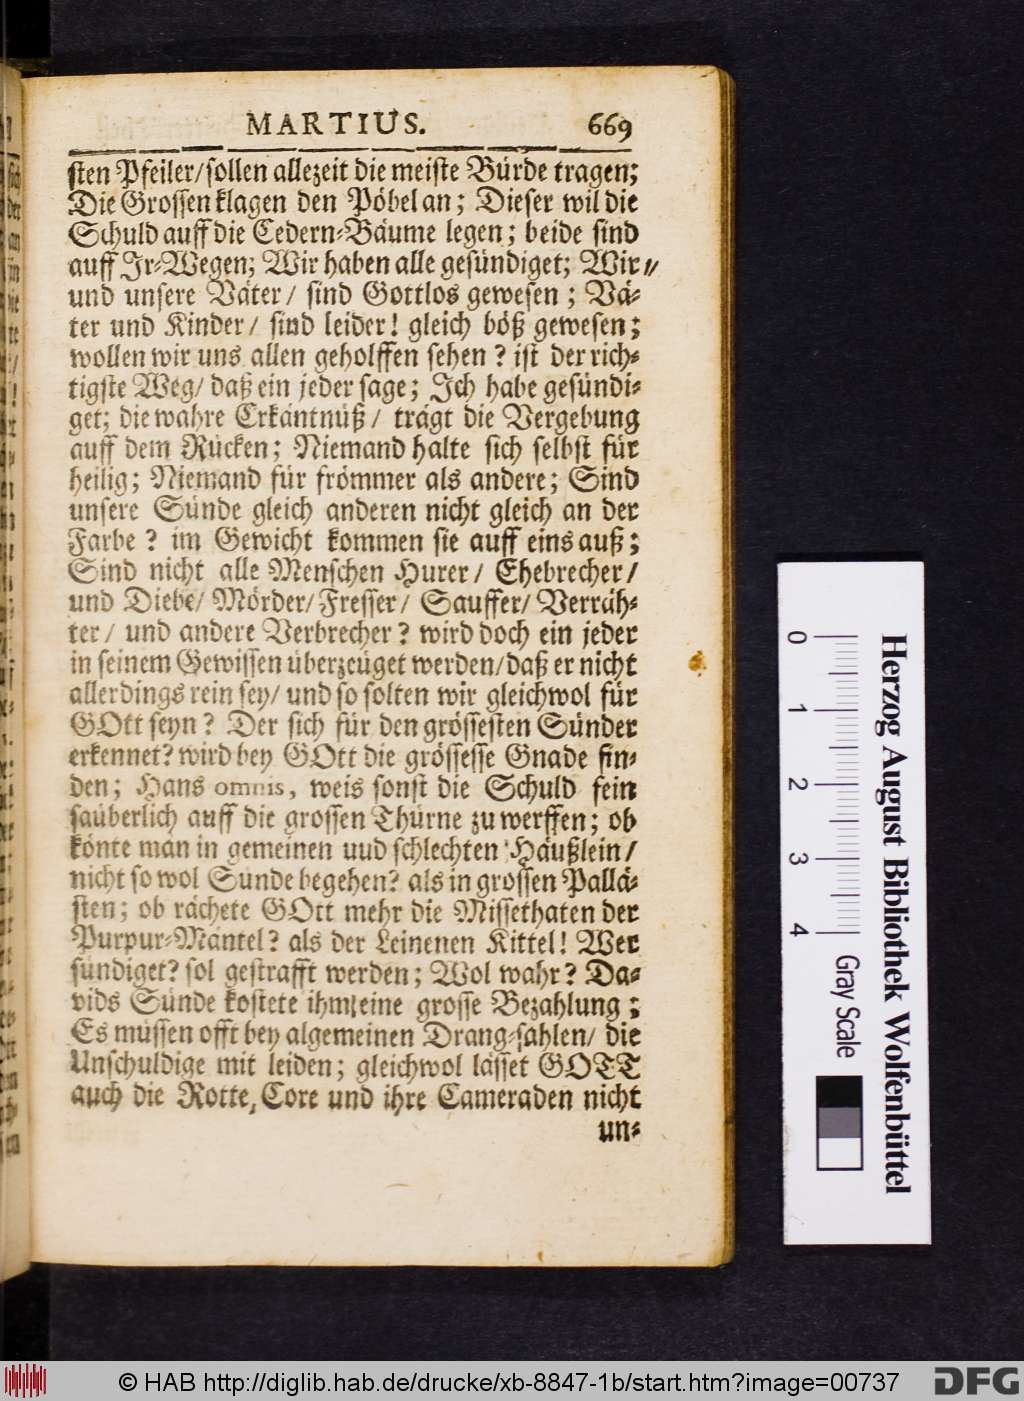 MARTIUS. 669
sten Pfeiler/sollen allezeit die meiste Bürde tragen;
Die Grossen klagen den Pöbel an; Dieser wil die
Schuld auff die Cedern-Bäume legen; beide sind
auff Ir-Wegen; Wir haben alle gesündiget; Wir//
und unsere Väter/ sind Gottlos gewesen; Vä-
ter und Kinder/ sind leider! gleich böß gewesen;
wollen wir uns allen geholffen sehen? ist der rich-
tigste Weg/ daß ein jeder sage; Ich habe gesündi-
get; die wahre Erkäntnüß/ trägt die Vergebung
auff dem Rücken; Niemand halte sich selbst für
heilig; Niemand für frömmer als andere; Sind
unsere Sünde gleich anderen nicht gleich an der
Farbe? im Gewicht kommen sie auff eins auß;
Sind nicht alle Menschen Hurer/ Ehebrecher/
und Diebe/ Mörder/Fresser/ Sauffer/ Verräh-
ter/ und andere Verbrecher? wird doch ein jeder
in seinem Gewissen überzeüget werden/daß er nicht
allerdings rein sey/ und so solten wir gleichwol für
GOtt seyn? Der sich für den grössesten Sünder
erkennet? wird bey GOtt die grössesse Gnade fin-
den; Hans omnis, weis sonst die Schuld fein
säuberlich auff die grossen Thürne zu werffen; ob
könte man in gemeinen uud schlechten Häußlein/
nicht so wol Sünde begehen? als in grossen Pallä-
sten; ob rächete GOtt mehr die Missethaten der
Purpur-Mäntel? als der Leinenen Kittel! Wer
sündiget? sol gestrafft werden; Wol wahr? Da-
vids Sünde kostete ihm eine grosse Bezahlung;
Es müssen offt bey algemeinen Drang-sahlen/ die
Unschuldige mit leiden; gleichwol lässet GOTT
auch die Rotte, Core und ihre Cameraden nicht
un-
0 1 2 3 4 Gray Scale
Herzog August Bibliothek Wolfenbüttel
© HAB http://diglib.hab.de/drucke/xb-8847-1b/start.htm?image=00737
DFG